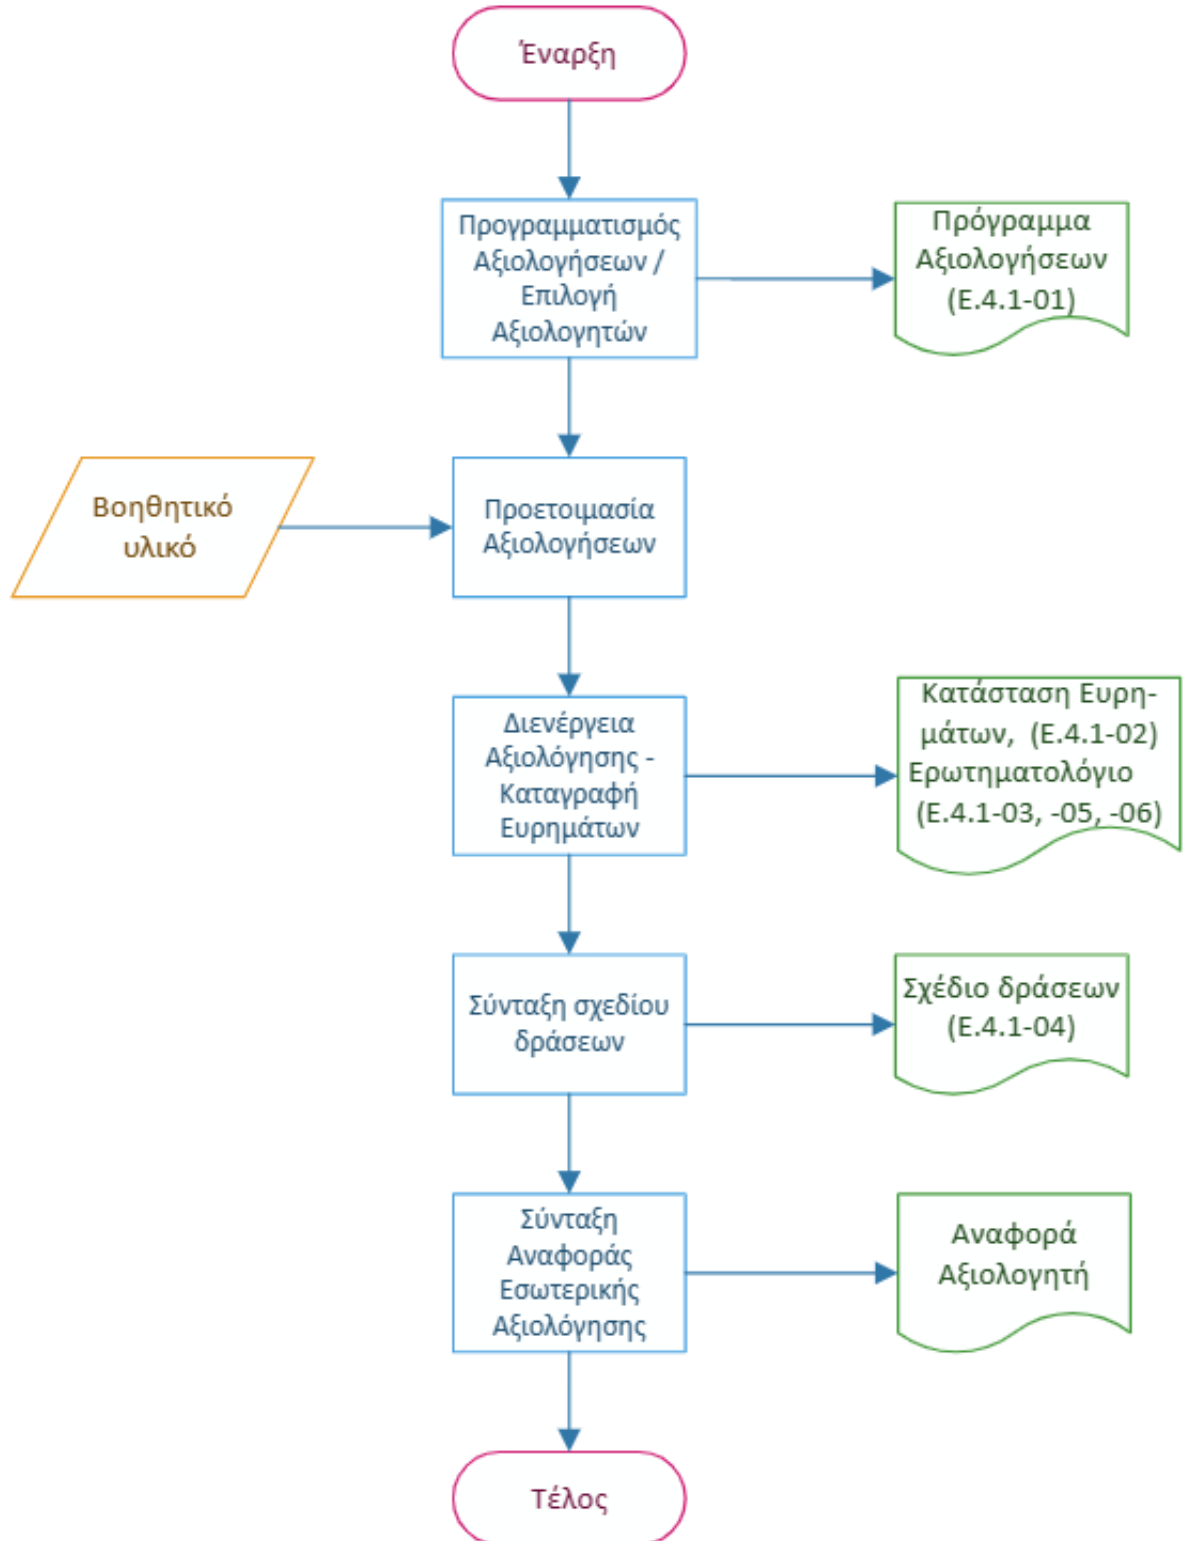 Έναρξη
Προγραμματισμός
Αξιολογήσεων /
Επιλογή
Αξιολογητών
Πρόγραμμα
Αξιολογήσεων
(Ε.4.1-01)
Βοηθητικό
υλικό
Προετοιμασία
Αξιολογήσεων
Διενέργεια
Αξιολόγησης -
Καταγραφή
Ευρημάτων
Κατάσταση Ευρη-
μάτων, (Ε.4.1-02)
Ερωτηματολόγιο
(Ε.4.1-03, -05, -06)
Σύνταξη σχεδίου
δράσεων
Σχέδιο δράσεων
(Ε.4.1-04)
Σύνταξη
Αναφοράς
Εσωτερικής
Αξιολόγησης
Αναφορά
Αξιολογητή
Τέλος